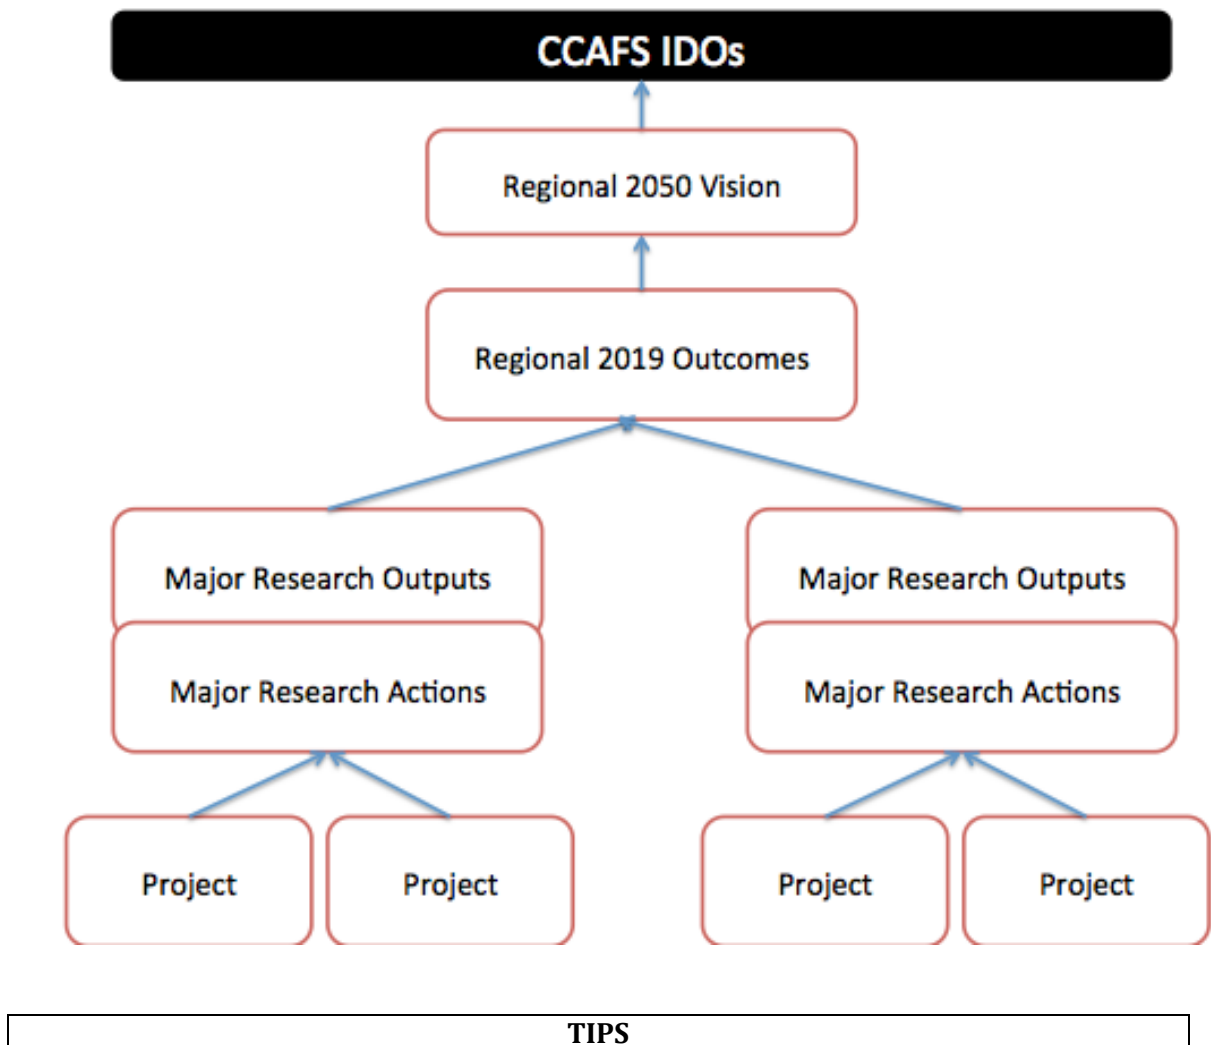 CCAFS IDOs
Regional 2050 Vision
Regional 2019 Outcomes
Major Research Outputs
Major Research Outputs
Major Research Actions
Major Research Actions
Project
Project
Project
Project
TIPS